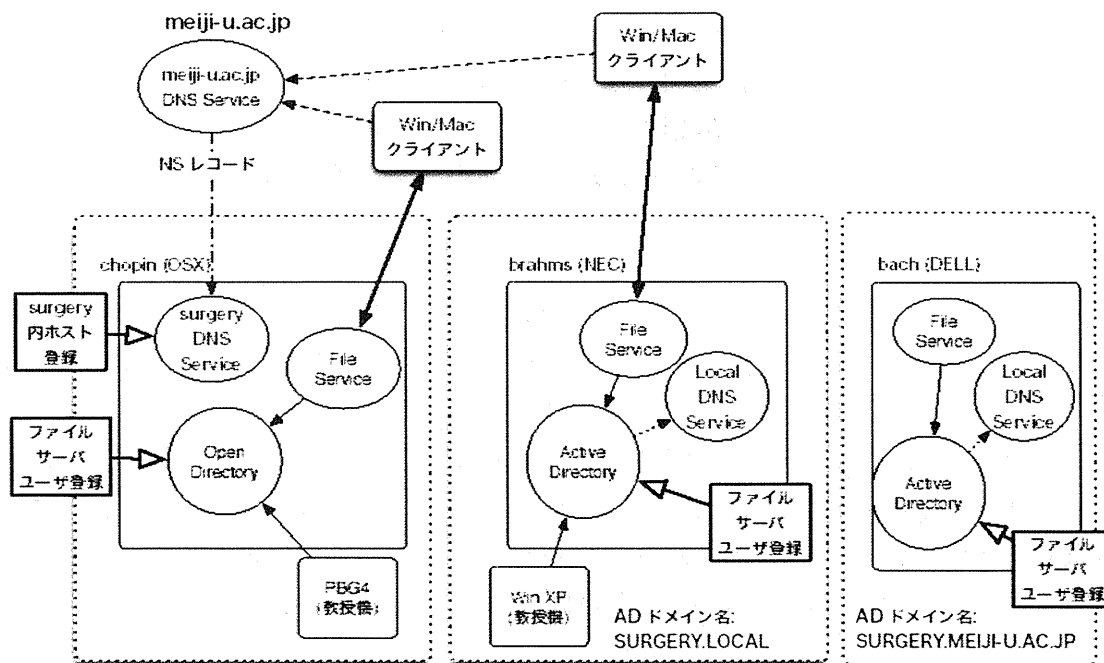 meiji-u.ac.jp
meiji-u.ac.jp
DNS Service
Win/Mac
クライアント
Win/Mac
クライアント
NS レコード
chopin (OSX)
surgery
内ホスト
登録
surgery
DNS
Service
File
Service
ファイル
サーバ
ユーザ登録
Open
Directory
PBG4
(教授機)
brahms (NEC)
File
Service
Local
DNS
Service
Active
Directory
ファイル
サーバ
ユーザ登録
Win XP
(教授機)
AD ドメイン名:
SURGERY.LOCAL
bach (DELL)
File
Service
Local
DNS
Service
Active
Directory
ファイル
サーバ
ユーザ登録
AD ドメイン名:
SURGERY.MEIJI-U.AC.JP